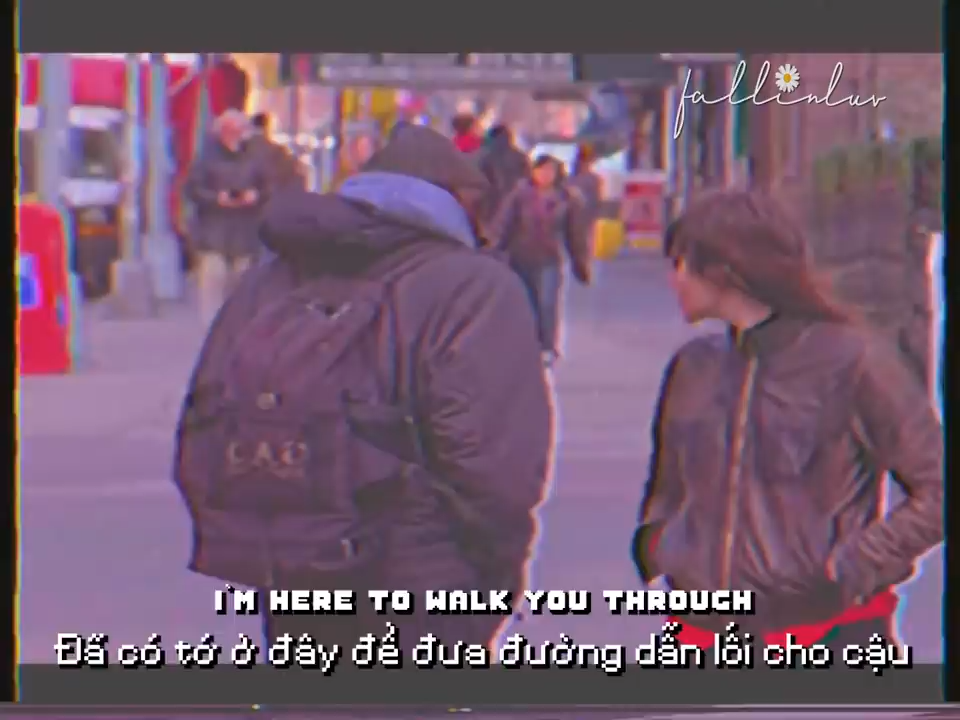 fallinluv
I'M HERE TO WALK YOU THROUGH
Đã có tớ ở đây để đưa đường dẫn lối cho cậu